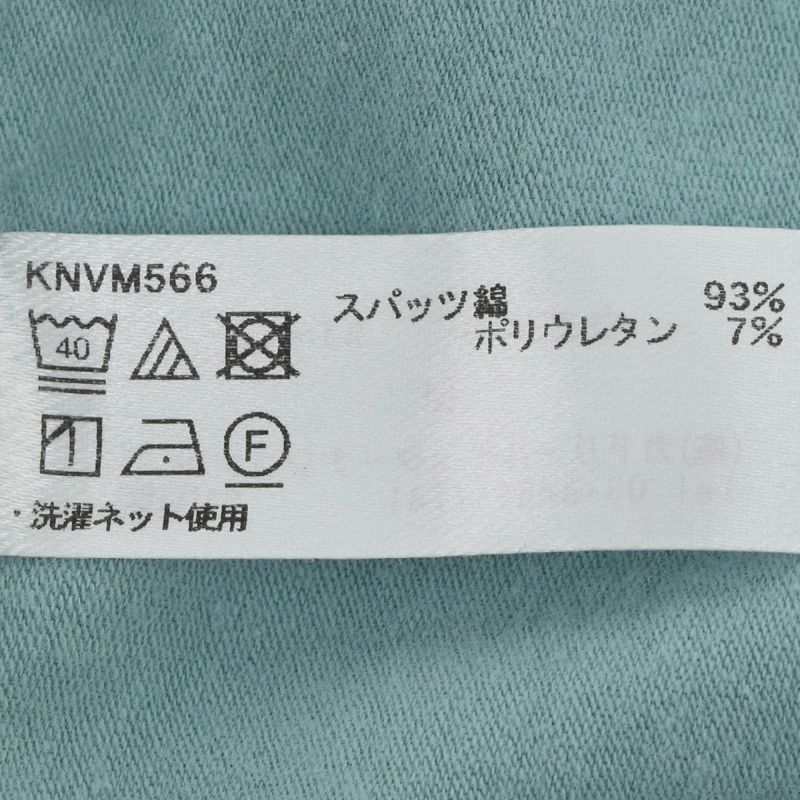 KNVM566
スパッツ綿 93%
ポリウレタン 7%
40
F
・洗濯ネット使用